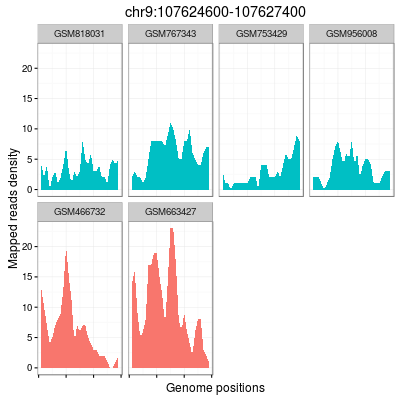 chr9:107624600-107627400
GSM818031 GSM767343 GSM753429 GSM956008
20
15
10
5
0
GSM466732 GSM663427
20
15
10
5
0
Mapped reads density
Genome positions